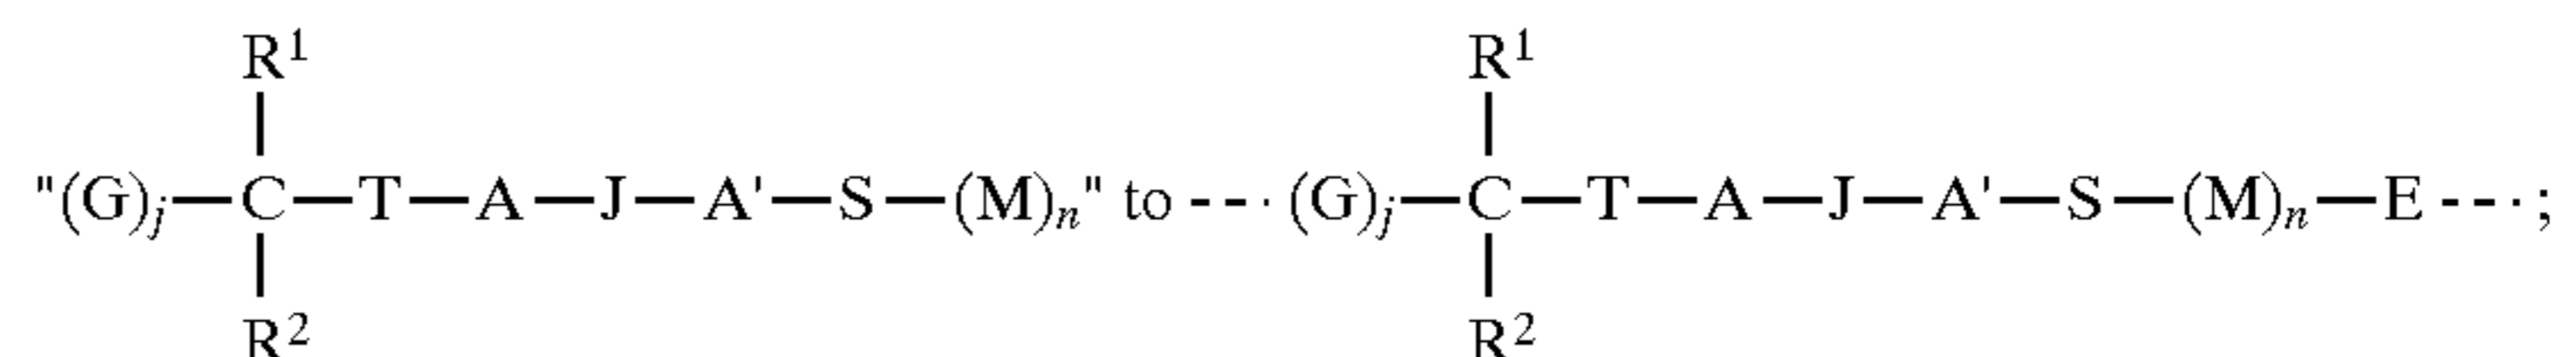 R¹ R¹
"(G)ⱼ—C—T—A—J—A'—S—(M)ₙ" to ---· (G)ⱼ—C—T—A—J—A'—S—(M)ₙ—E ---·;
R² R²